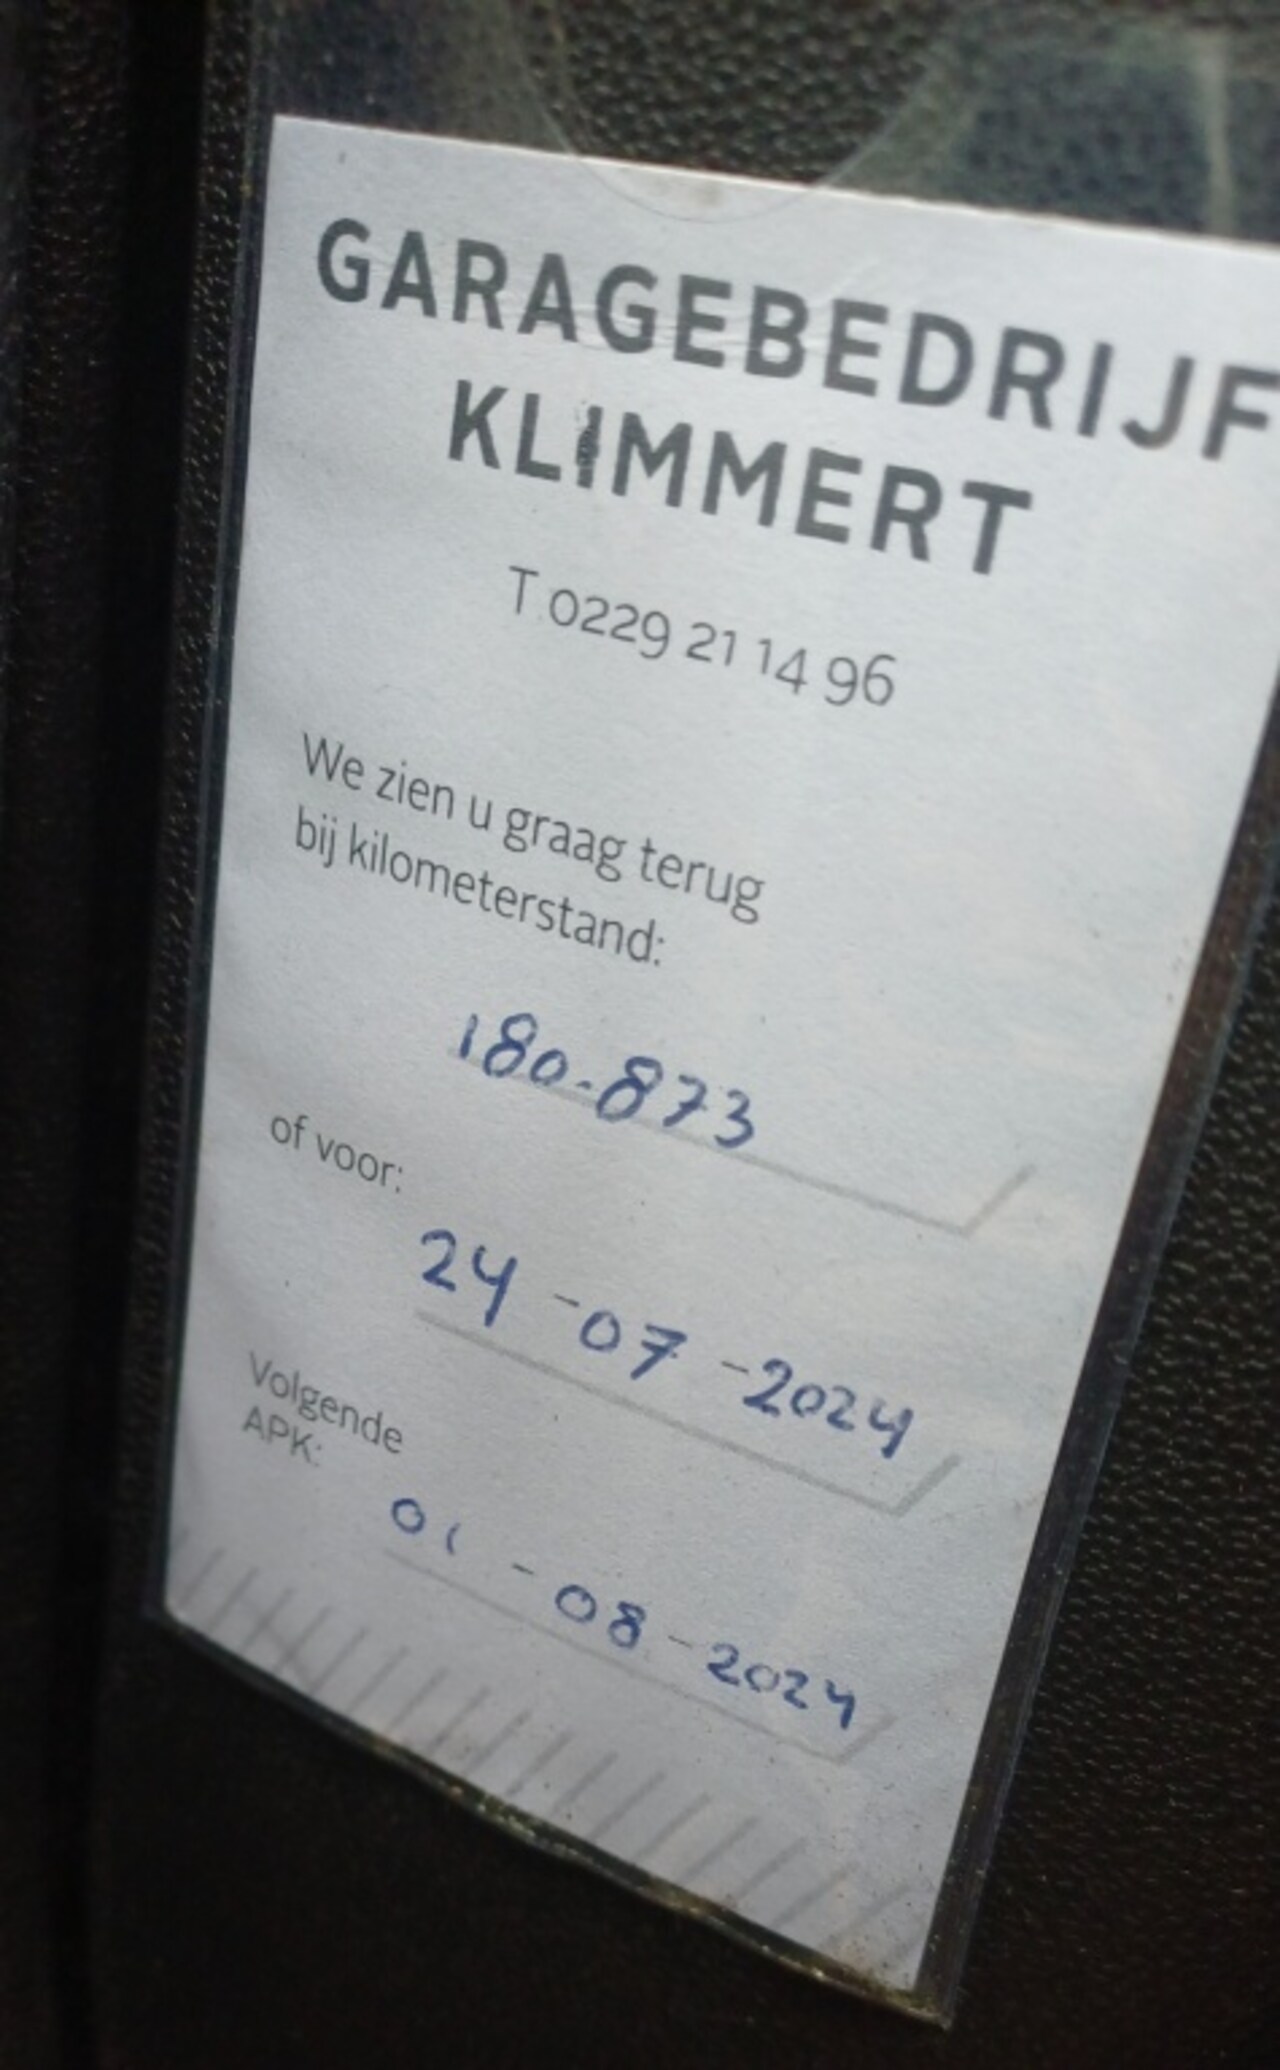 GARAGEBEDRIJF
KLIMMERT
T 0229 21 14 96
We zien u graag terug
bij kilometerstand:
180.873
of voor:
24-07-2024
Volgende
APK:
01-08-2024